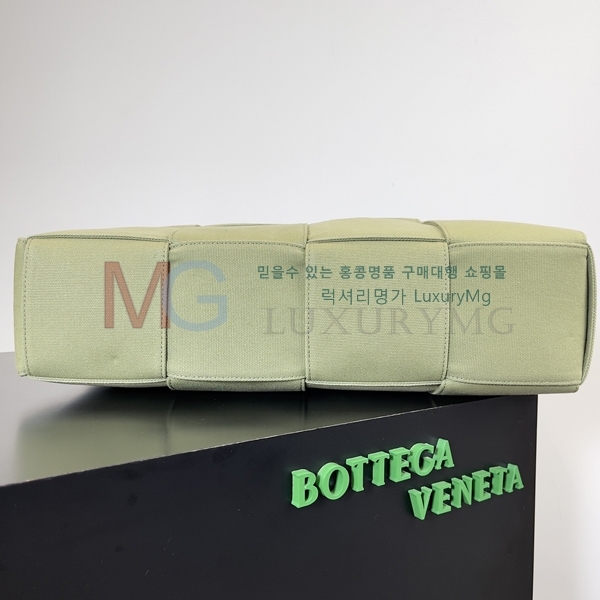 MG
믿을수 있는 홍콩명품 구매대행 쇼핑몰
럭셔리명가 LuxuryMg
LUXURYMG
BOTTEGA
VENETA